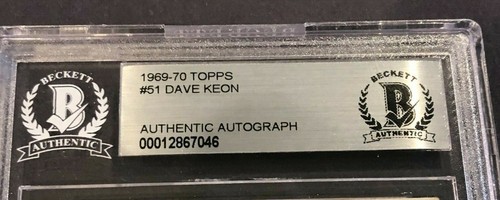 BECKETT
B
AUTHENTIC
1969-70 TOPPS
#51 DAVE KEON
AUTHENTIC AUTOGRAPH
00012867046
BECKETT
B
AUTHENTIC